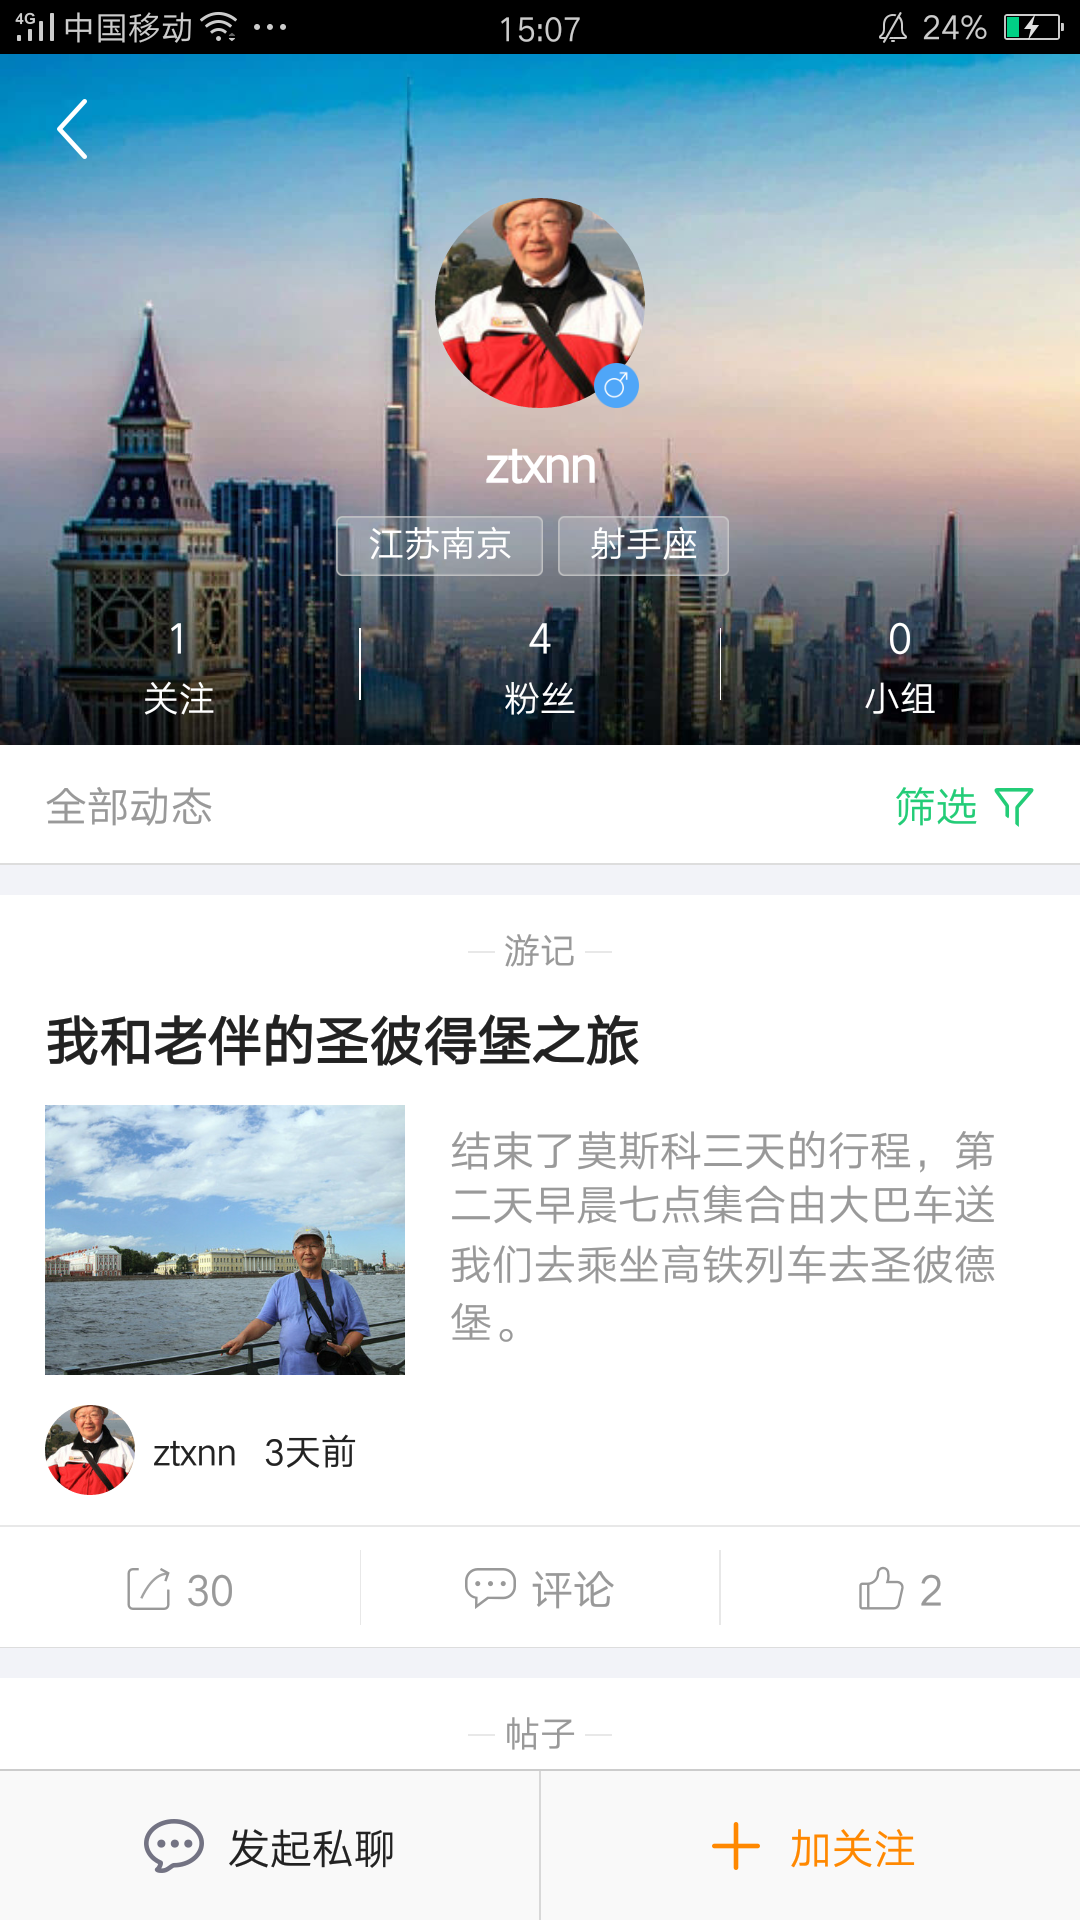 4G 中国移动 ··· 15:07 24%
ztxnn
江苏南京 射手座
1 4 0
关注 粉丝 小组
全部动态 筛选
游记
我和老伴的圣彼得堡之旅
结束了莫斯科三天的行程，第
二天早晨七点集合由大巴车送
我们去乘坐高铁列车去圣彼德
堡。
ztxnn 3天前
30 评论 2
帖子
发起私聊 加关注